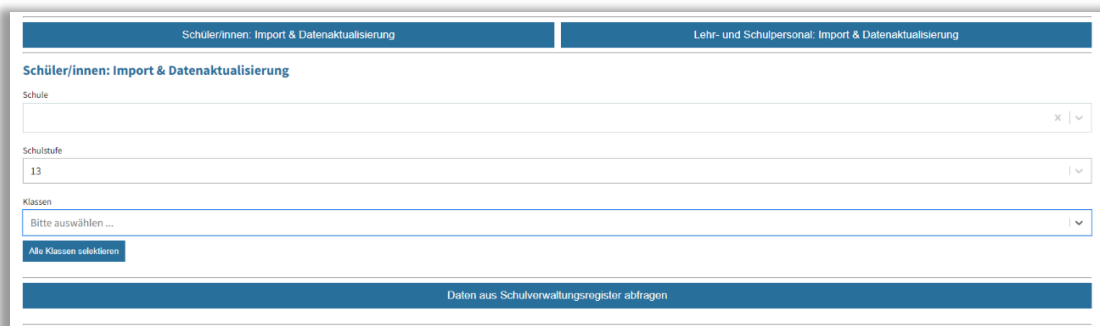 Schüler/innen: Import & Datenaktualisierung
Lehr- und Schulpersonal: Import & Datenaktualisierung
Schüler/innen: Import & Datenaktualisierung
Schule
Schulstufe
13
Klassen
Bitte auswählen ...
Alle Klassen selektieren
Daten aus Schulverwaltungsregister abfragen